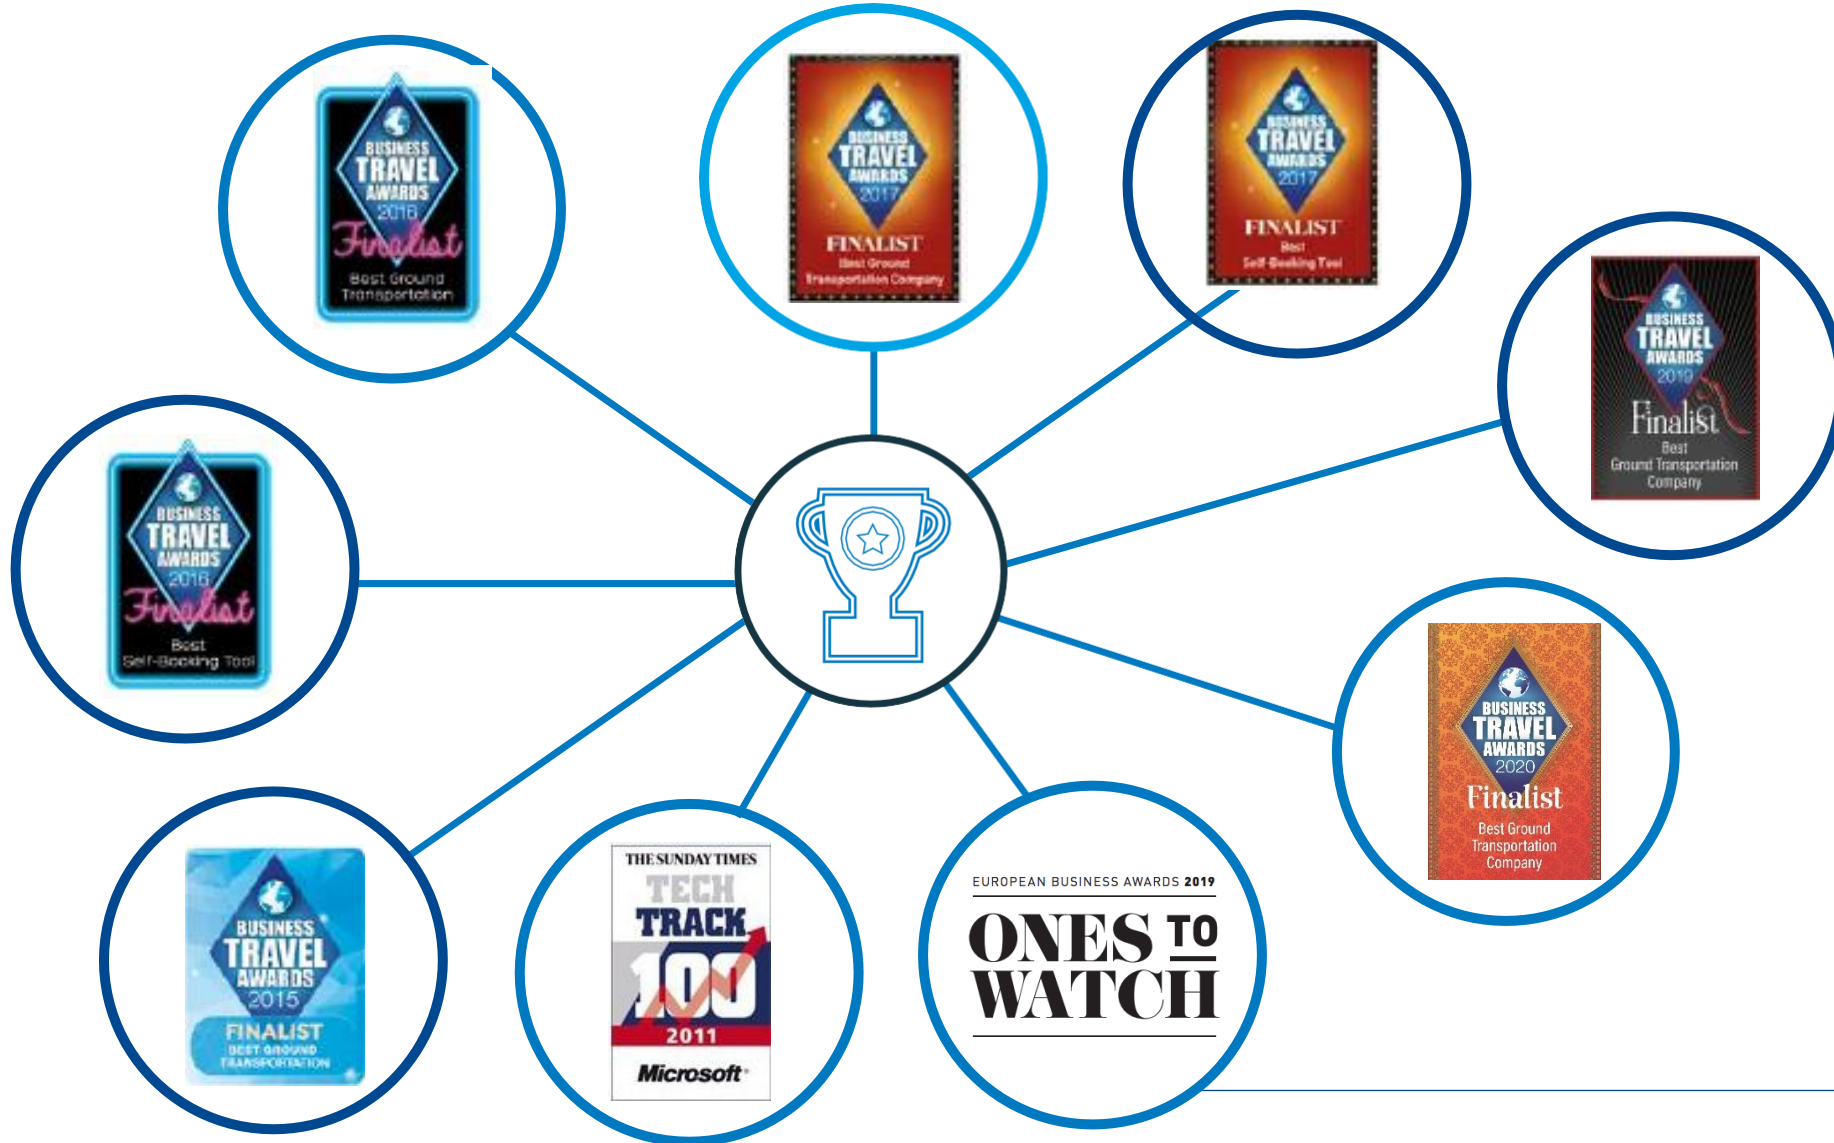 BUSINESS
TRAVEL
AWARDS
2016
Finalist
Best Ground
Transportation
BUSINESS
TRAVEL
AWARDS
2017
FINALIST
Best Ground
Transportation Company
BUSINESS
TRAVEL
AWARDS
2017
FINALIST
Best
Self-Booking Tool
BUSINESS
TRAVEL
AWARDS
2019
Finalist
Best
Ground Transportation
Company
BUSINESS
TRAVEL
AWARDS
2016
Finalist
Best
Self-Booking Tool
BUSINESS
TRAVEL
AWARDS
2020
Finalist
Best Ground
Transportation
Company
BUSINESS
TRAVEL
AWARDS
2015
FINALIST
BEST GROUND
TRANSPORTATION
THE SUNDAY TIMES
TECH
TRACK
100
2011
Microsoft
EUROPEAN BUSINESS AWARDS 2019
ONES TO
WATCH